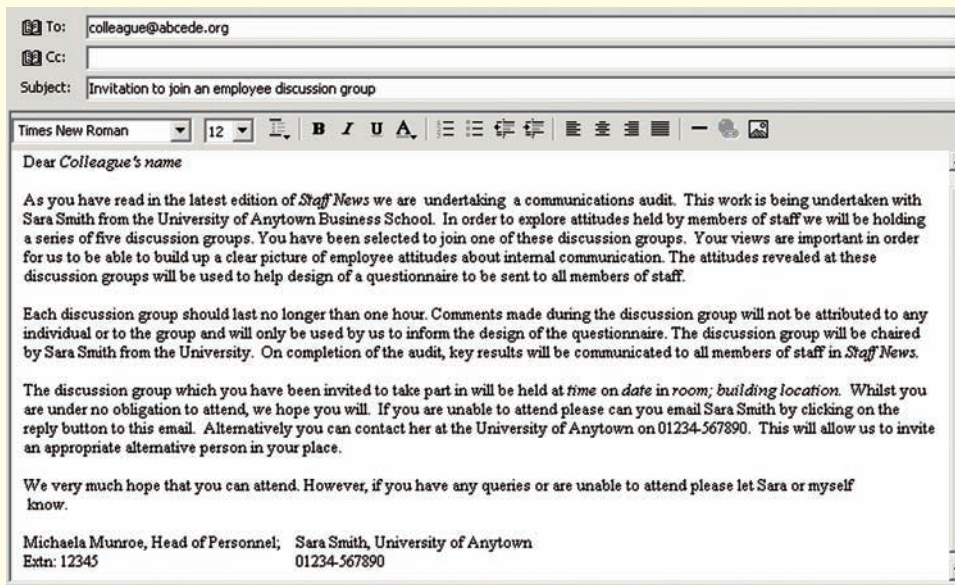 To: colleague@abcede.org
Cc:
Subject: Invitation to join an employee discussion group
Times New Roman 12 B I U A
Dear Colleague's name
As you have read in the latest edition of Staff News we are undertaking a communications audit. This work is being undertaken with
Sara Smith from the University of Anytown Business School. In order to explore attitudes held by members of staff we will be holding
a series of five discussion groups. You have been selected to join one of these discussion groups. Your views are important in order
for us to be able to build up a clear picture of employee attitudes about internal communication. The attitudes revealed at these
discussion groups will be used to help design of a questionnaire to be sent to all members of staff.
Each discussion group should last no longer than one hour. Comments made during the discussion group will not be attributed to any
individual or to the group and will only be used by us to inform the design of the questionnaire. The discussion group will be chaired
by Sara Smith from the University. On completion of the audit, key results will be communicated to all members of staff in Staff News.
The discussion group which you have been invited to take part in will be held at time on date in room; building location. Whilst you
are under no obligation to attend, we hope you will. If you are unable to attend please can you email Sara Smith by clicking on the
reply button to this email. Alternatively you can contact her at the University of Anytown on 01234-567890. This will allow us to invite
an appropriate alternative person in your place.
We very much hope that you can attend. However, if you have any queries or are unable to attend please let Sara or myself
know.
Michaela Munroe, Head of Personnel; Sara Smith, University of Anytown
Extn: 12345 01234-567890